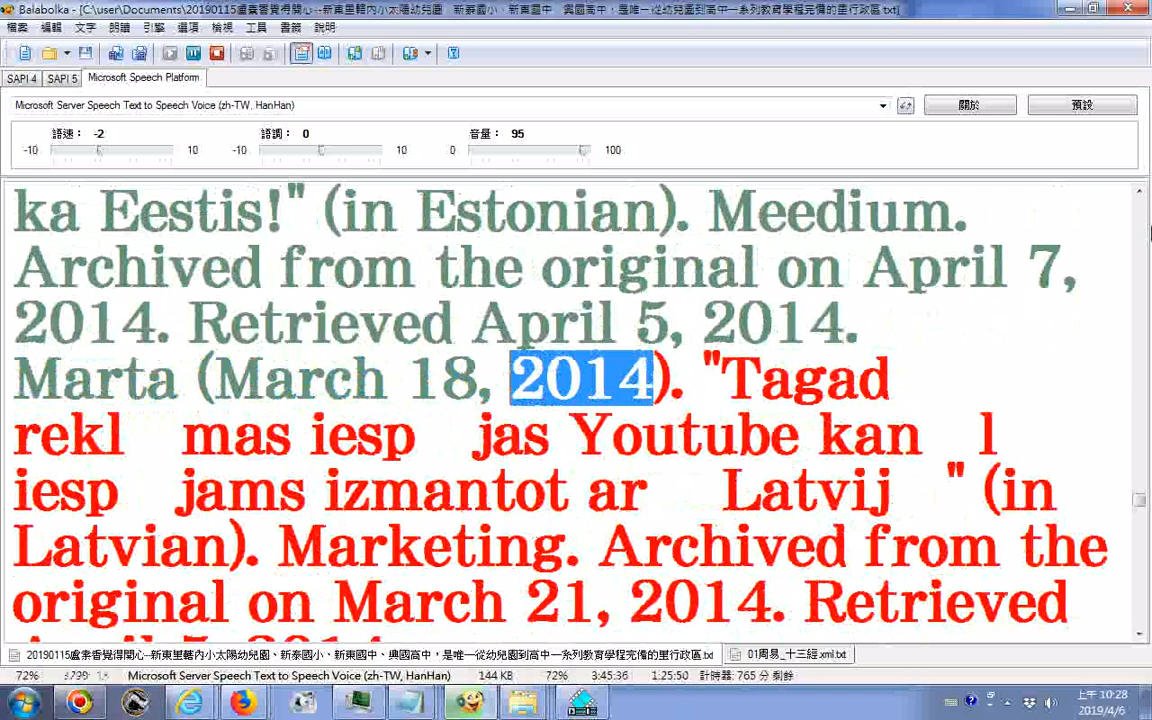 Balabolka - [C:\user\Documents\20190115盧素香覺得開心--新東里轄內小太陽幼兒園 新泰國小、新東國中、興國高中，是唯一從幼兒園到高中一系列教育學程完備的里行政區.txt]
檔案 編輯 文字 朗讀 引擎 選項 檢視 工具 書籤 說明
SAPI 4 SAPI 5 Microsoft Speech Platform
Microsoft Server Speech Text to Speech Voice (zh-TW, HanHan) 關於 預設
語速： -2 語調： 0 音量： 95
-10 10 -10 10 0 100
ka Eestis!" (in Estonian). Meedium.
Archived from the original on April 7,
2014. Retrieved April 5, 2014.
Marta (March 18, 2014). "Tagad
rekl mas iesp jas Youtube kan l
iesp jams izmantot ar Latvij " (in
Latvian). Marketing. Archived from the
original on March 21, 2014. Retrieved
April 5, 2014.
20190115盧素香覺得開心--新東里轄內小太陽幼兒園、新泰國小、新東國中、興國高中，是唯一從幼兒園到高中一系列教育學程完備的里行政區.txt 01周易_十三經.xml.txt
72% Microsoft Server Speech Text to Speech Voice (zh-TW, HanHan) 144 KB 72% 3:45:36 1:25:50 計時器： 765 分 剩餘
上午 10:28
2019/4/6